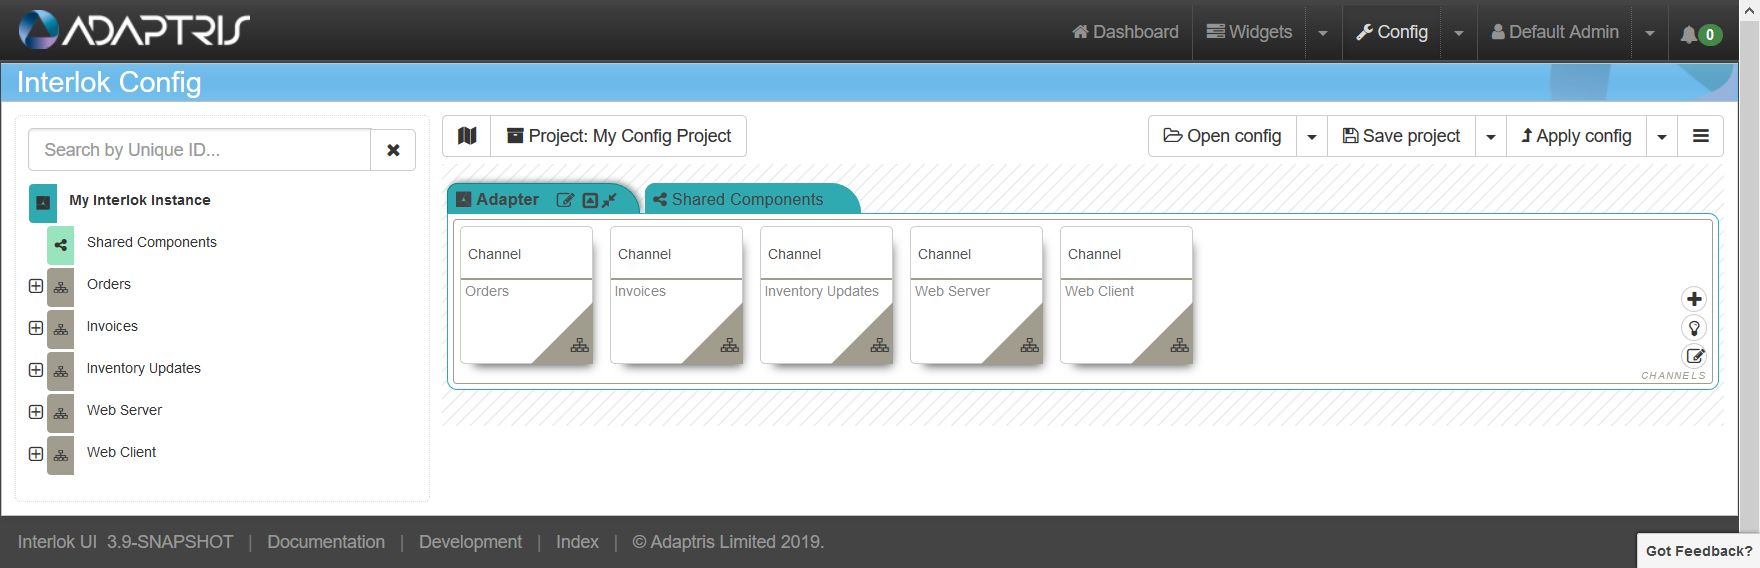 ADAPTRIS
Dashboard Widgets Config Default Admin 0
Interlok Config
Search by Unique ID...
Project: My Config Project
Open config Save project Apply config
My Interlok Instance
Shared Components
Orders
Invoices
Inventory Updates
Web Server
Web Client
Adapter Shared Components
Channel Channel Channel Channel Channel
Orders Invoices Inventory Updates Web Server Web Client
CHANNELS
Interlok UI 3.9-SNAPSHOT | Documentation | Development | Index | © Adaptris Limited 2019.
Got Feedback?